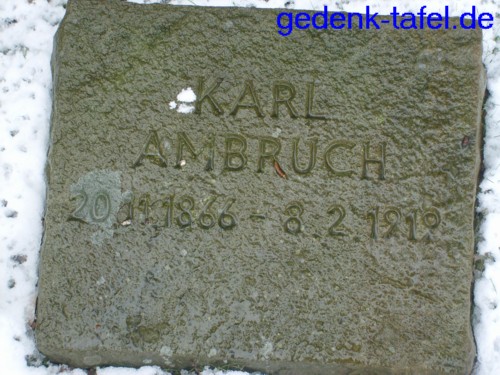 gedenk-tafel.de
KARL
AMBRUCH
20.11.1866 - 8.2.1919